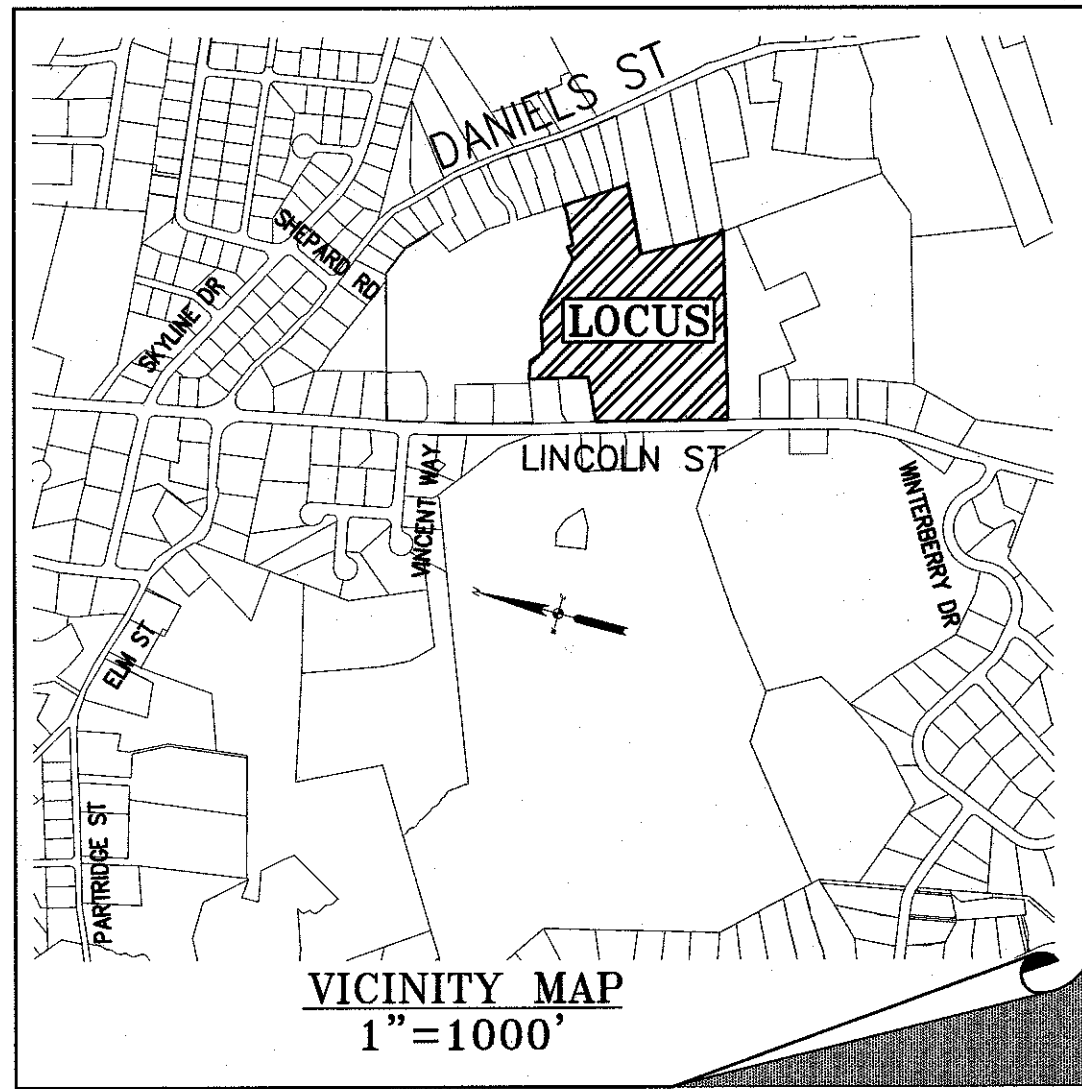 DANIELS ST
SHEPARD RD
SKYLINE DR
LOCUS
LINCOLN ST
VINCENT WAY
WINTERBERRY DR
ELM ST
PARTRIDGE ST
VICINITY MAP
1"=1000'